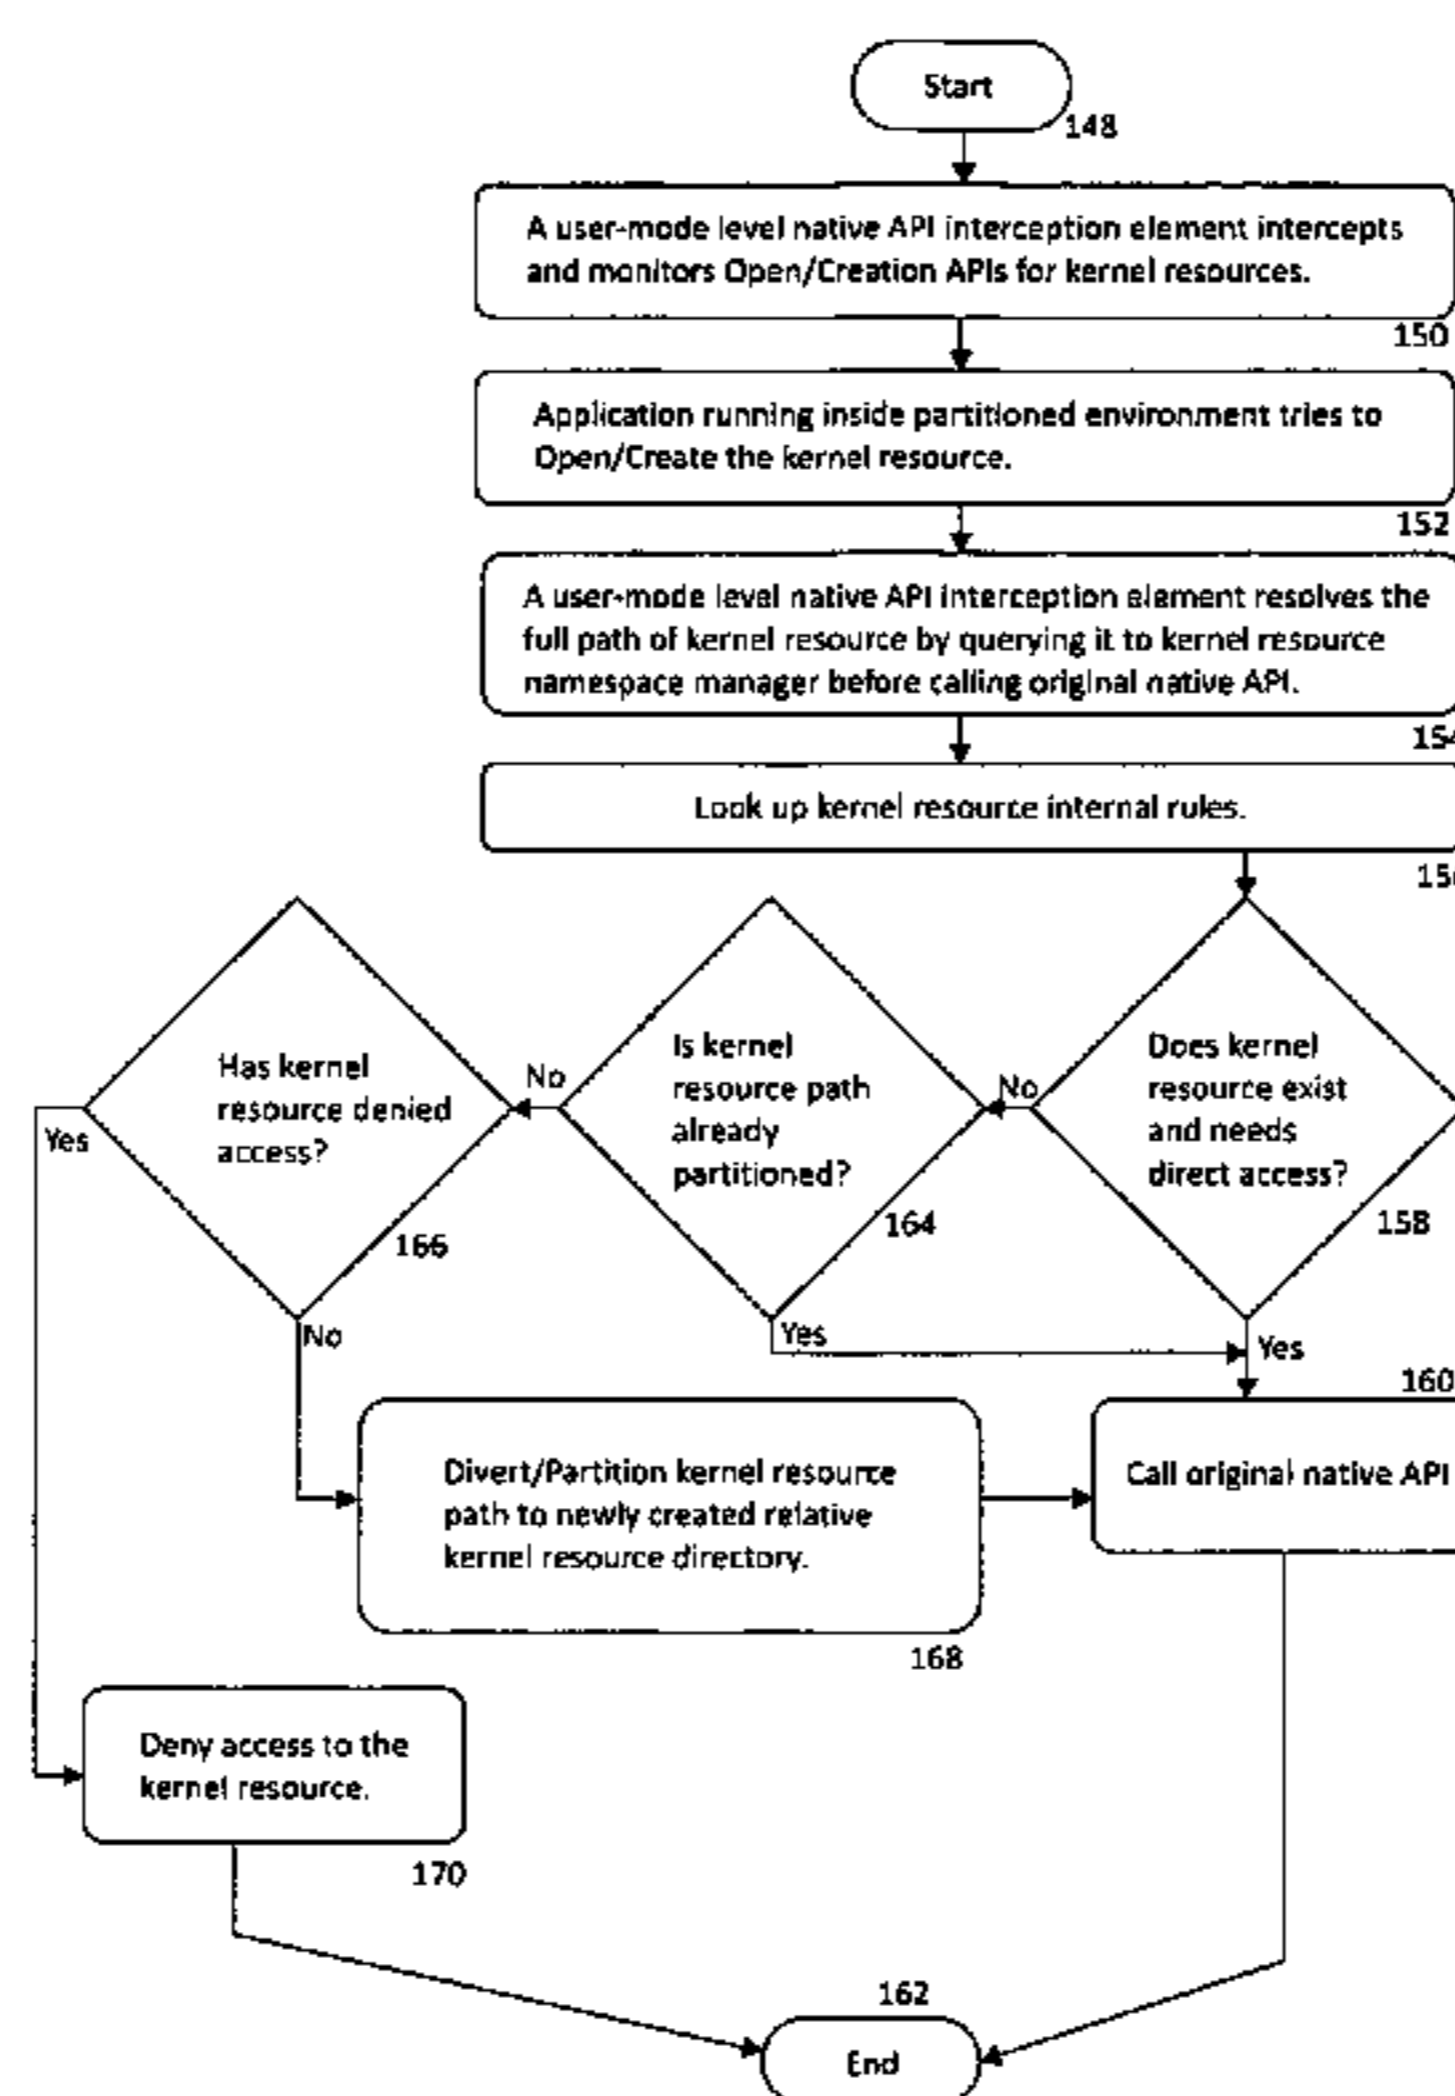 Start
148
A user-mode level native API interception element intercepts
and monitors Open/Creation APIs for kernel resources.
150
Application running inside partitioned environment tries to
Open/Create the kernel resource.
152
A user-mode level native API interception element resolves the
full path of kernel resource by querying it to kernel resource
namespace manager before calling original native API.
Look up kernel resource internal rules.
Does kernel
resource exist
and needs
direct access?
158
No
Yes
Is kernel
resource path
already
partitioned?
164
No
Yes
Has kernel
resource denied
access?
166
Yes
No
160
Call original native API
Divert/Partition kernel resource
path to newly created relative
kernel resource directory.
168
Deny access to the
kernel resource.
170
162
End